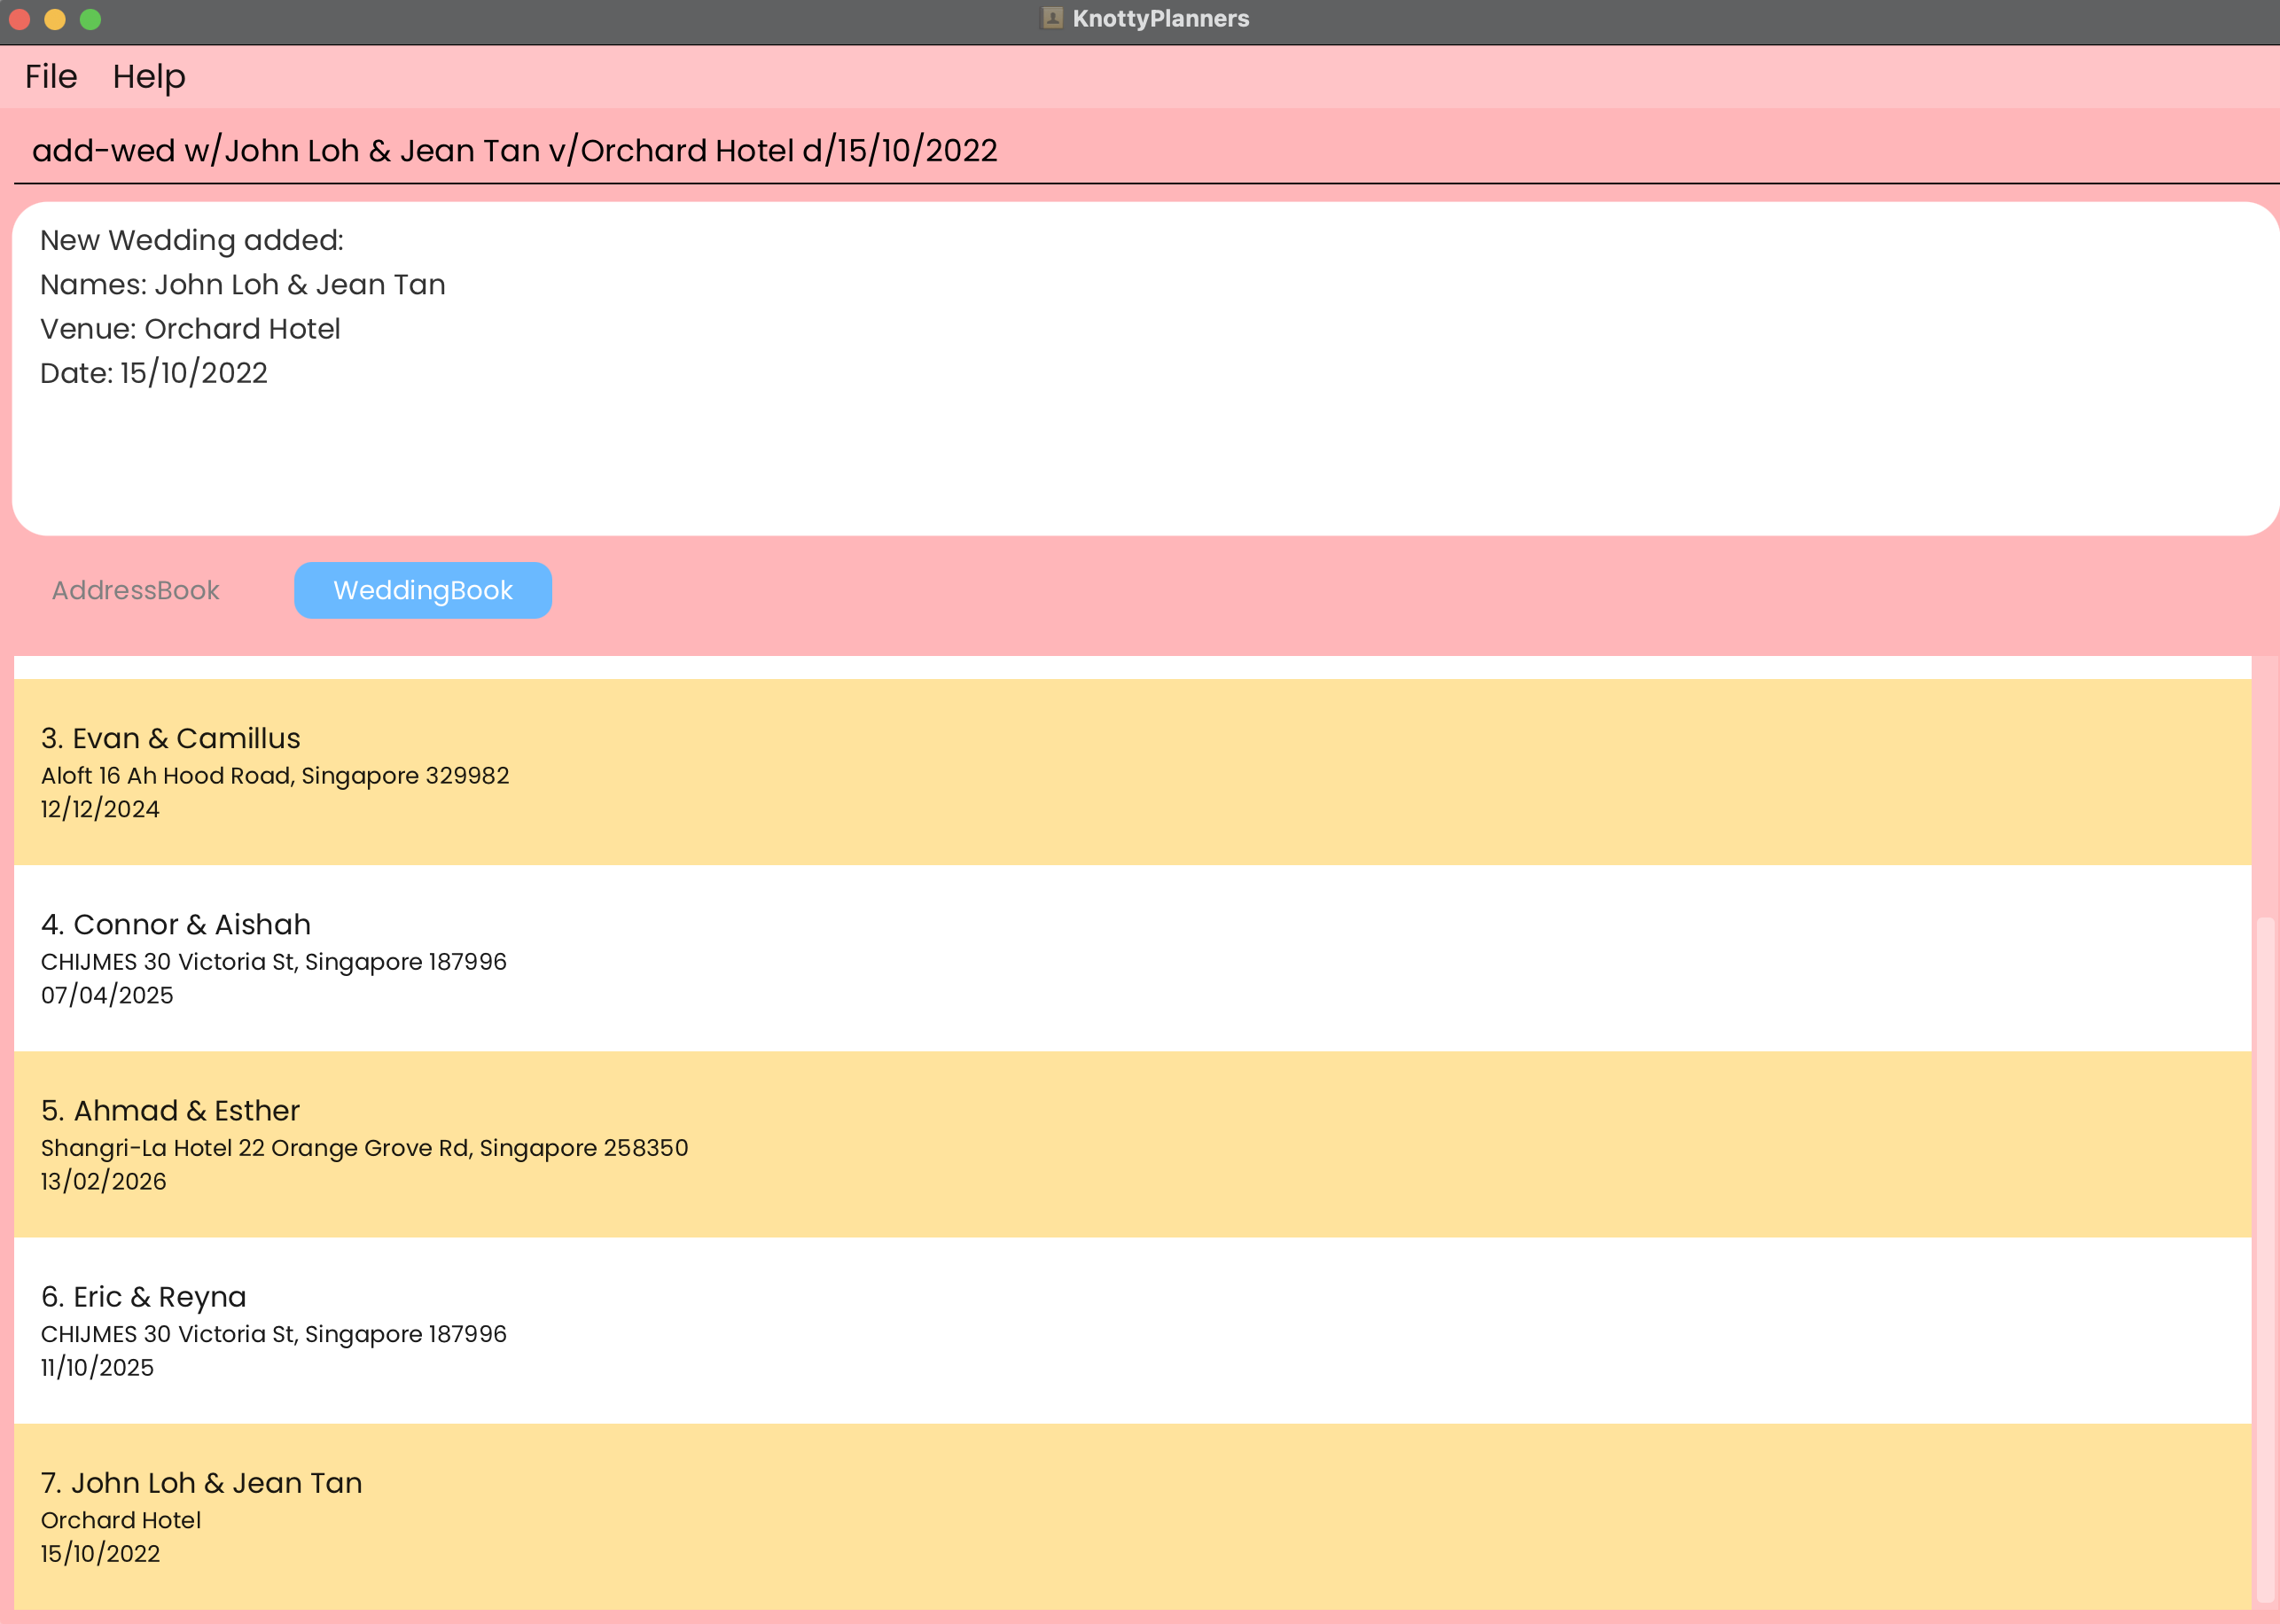 KnottyPlanners
File Help
add-wed w/John Loh & Jean Tan v/Orchard Hotel d/15/10/2022
New Wedding added:
Names: John Loh & Jean Tan
Venue: Orchard Hotel
Date: 15/10/2022
AddressBook WeddingBook
3. Evan & Camillus
Aloft 16 Ah Hood Road, Singapore 329982
12/12/2024
4. Connor & Aishah
CHIJMES 30 Victoria St, Singapore 187996
07/04/2025
5. Ahmad & Esther
Shangri-La Hotel 22 Orange Grove Rd, Singapore 258350
13/02/2026
6. Eric & Reyna
CHIJMES 30 Victoria St, Singapore 187996
11/10/2025
7. John Loh & Jean Tan
Orchard Hotel
15/10/2022